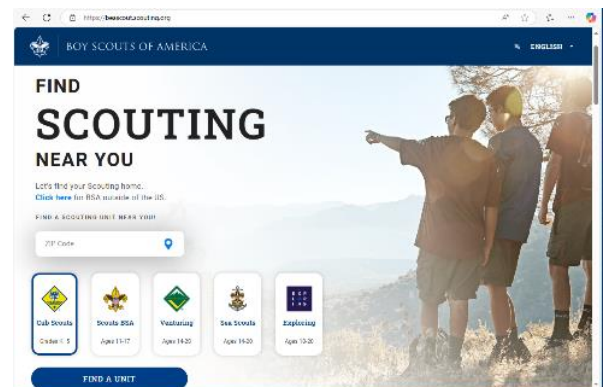 https://beascout.scouting.org
BOY SCOUTS OF AMERICA
ENGLISH
FIND
SCOUTING
NEAR YOU
Let's find your Scouting home.
Click here for BSA outside of the US.
FIND A SCOUTING UNIT NEAR YOU!
ZIP Code
Cub Scouts
Scouts BSA
Venturing
Sea Scouts
Exploring
Grades K-5
Ages 11-17
Ages 14-20
Ages 14-20
Ages 10-20
FIND A UNIT